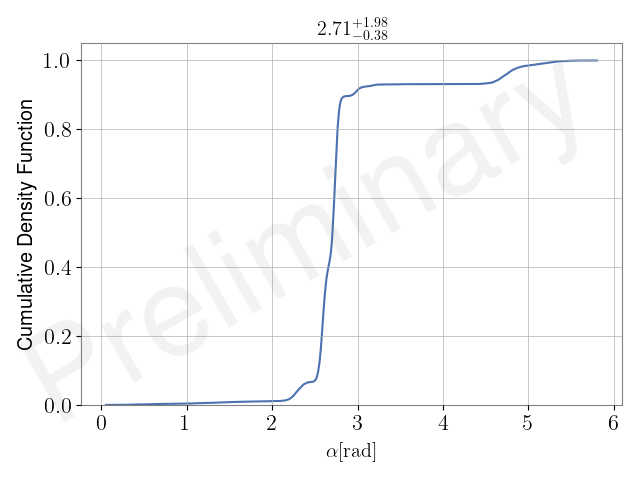 2.71^{+1.98}_{-0.38}
Cumulative Density Function
1.0
0.8
0.6
0.4
0.2
0.0
0 1 2 3 4 5 6
α[rad]
Preliminary